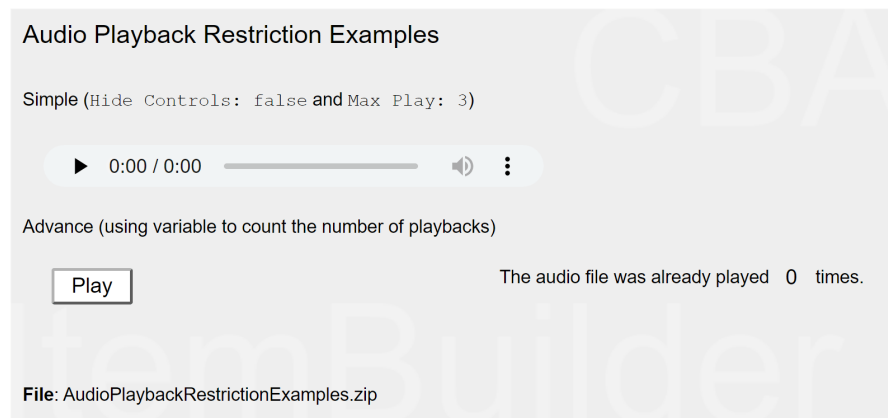 Audio Playback Restriction Examples
Simple (Hide Controls: false and Max Play: 3)
0:00 / 0:00
Advance (using variable to count the number of playbacks)
Play
The audio file was already played 0 times.
File: AudioPlaybackRestrictionExamples.zip
CBA
ItemBuilder